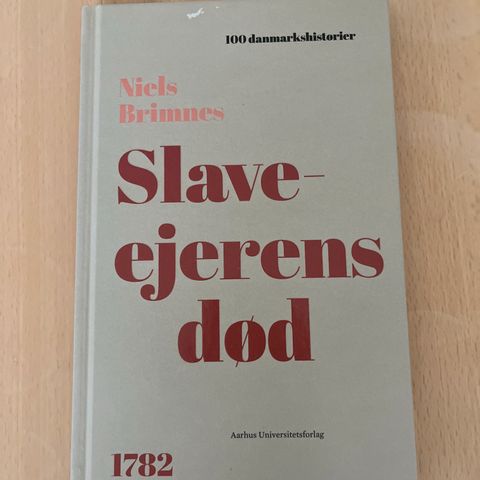 100 danmarkshistorier
Niels
Brimnes
Slave-
ejerens
død
Aarhus Universitetsforlag
1782